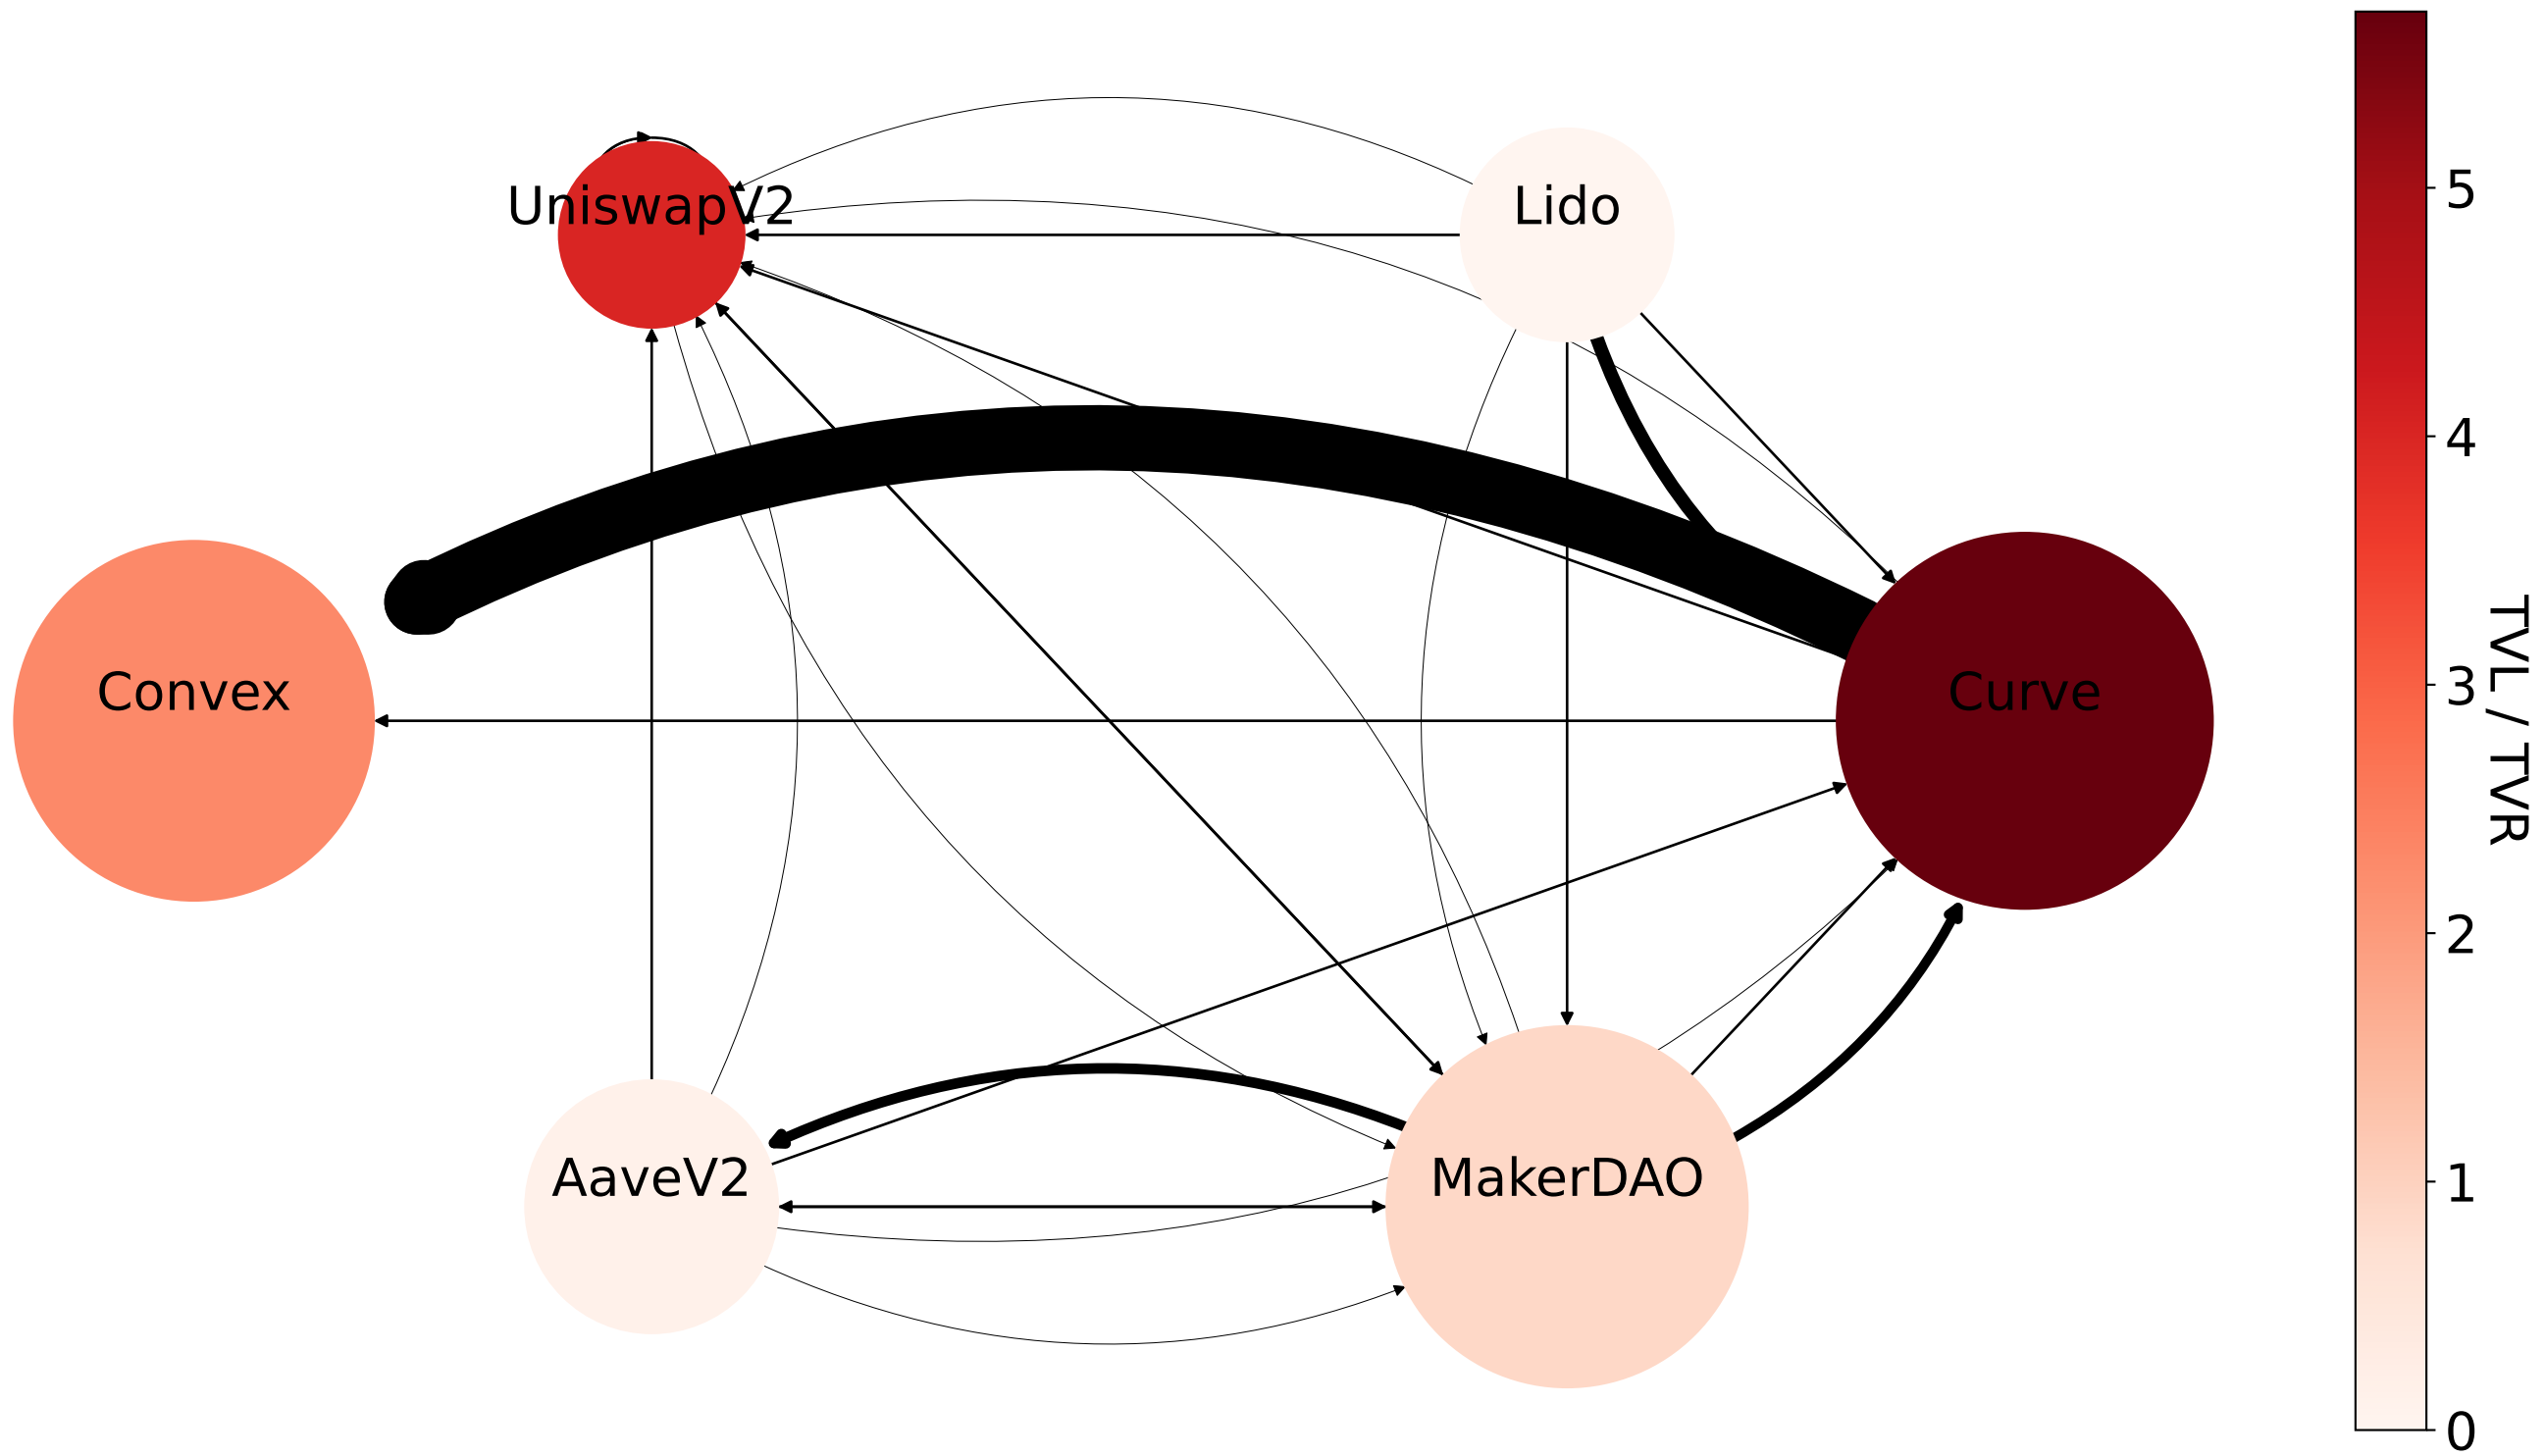 UniswapV2
Lido
Convex
Curve
AaveV2
MakerDAO
5
4
3
2
1
0
TVL / TVR